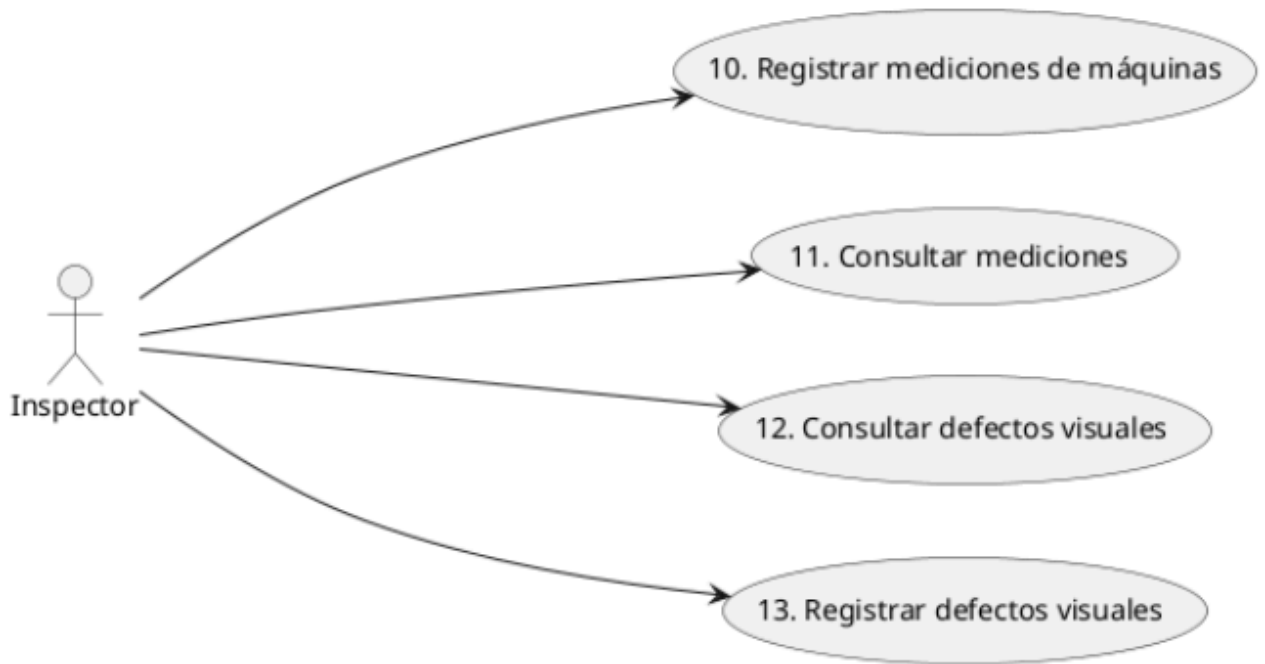 10. Registrar mediciones de máquinas
11. Consultar mediciones
Inspector
12. Consultar defectos visuales
13. Registrar defectos visuales